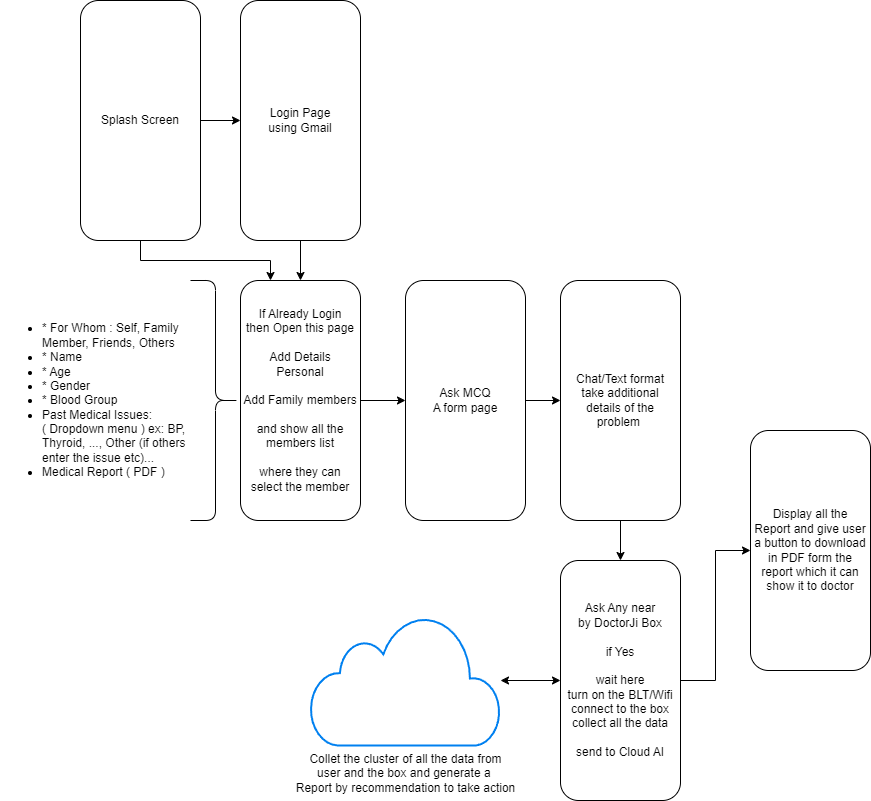 Splash Screen
Login Page
using Gmail
* For Whom : Self, Family
Member, Friends, Others
* Name
* Age
* Gender
* Blood Group
Past Medical Issues:
( Dropdown menu ) ex: BP,
Thyroid, ..., Other (if others
enter the issue etc)...
Medical Report ( PDF )
If Already Login
then Open this page
Add Details
Personal
Add Family members
and show all the
members list
where they can
select the member
Ask MCQ
A form page
Chat/Text format
take additional
details of the
problem
Ask Any near
by DoctorJi Box
if Yes
wait here
turn on the BLT/Wifi
connect to the box
collect all the data
send to Cloud AI
Display all the
Report and give user
a button to download
in PDF form the
report which it can
show it to doctor
Collet the cluster of all the data from
user and the box and generate a
Report by recommendation to take action